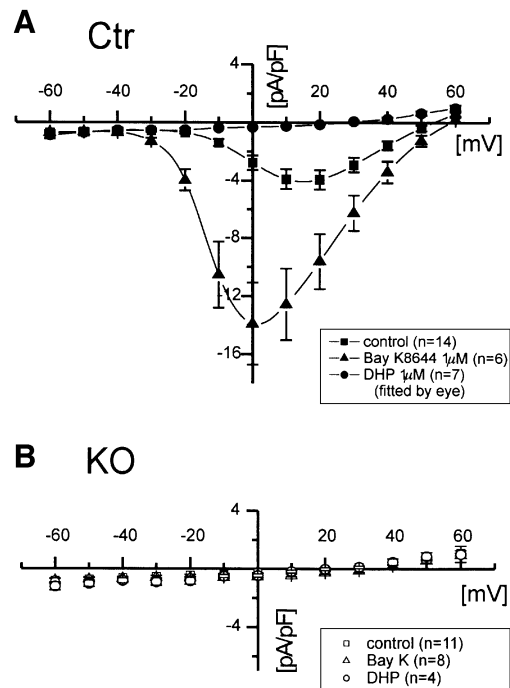 A
Ctr
4
[pA/pF]
-60 -40 -20 20 40 60
[mV]
-4
-8
-12
-16
control (n=14)
Bay K8644 1μM (n=6)
DHP 1μM (n=7)
(fitted by eye)
B
KO
4
-60 -40 -20 20 40 60
[mV]
-4
[pA/pF]
control (n=11)
Bay K (n=8)
DHP (n=4)